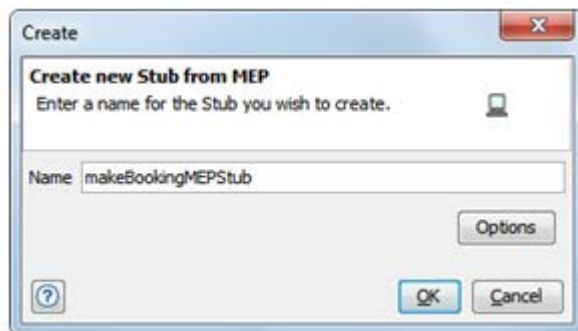 Create
Create new Stub from MEP
Enter a name for the Stub you wish to create.
Name makeBookingMEPStub
Options
? OK Cancel